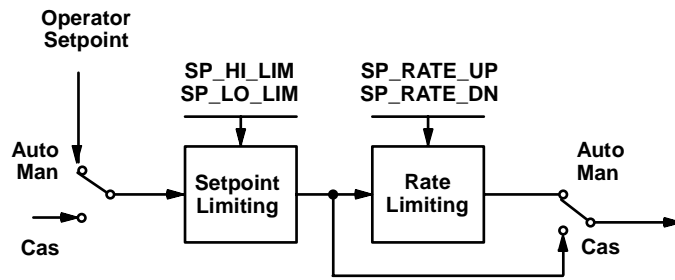 Operator
Setpoint
SP_HI_LIM
SP_LO_LIM
SP_RATE_UP
SP_RATE_DN
Auto
Man
Setpoint
Limiting
Rate
Limiting
Auto
Man
Cas
Cas